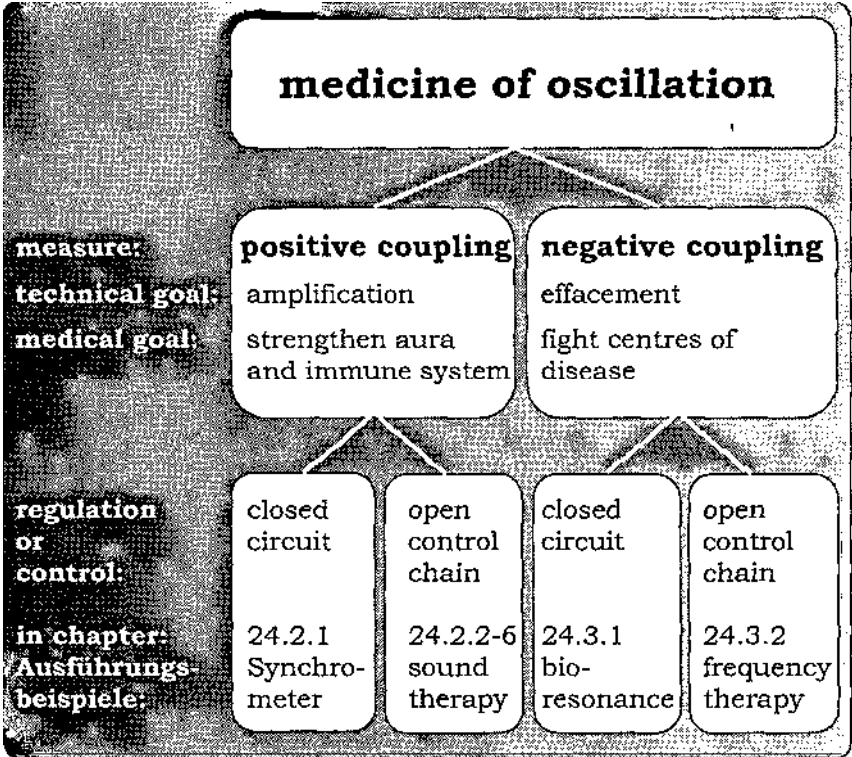 medicine of oscillation
measure: positive coupling negative coupling
technical goal: amplification effacement
medical goal: strengthen aura fight centres of
and immune system disease
regulation closed open closed open
or circuit control circuit control
control: chain chain
in chapter: 24.2.1 24.2.2-6 24.3.1 24.3.2
Ausführungs- Synchro- sound bio- frequency
beispiele: meter therapy resonance therapy